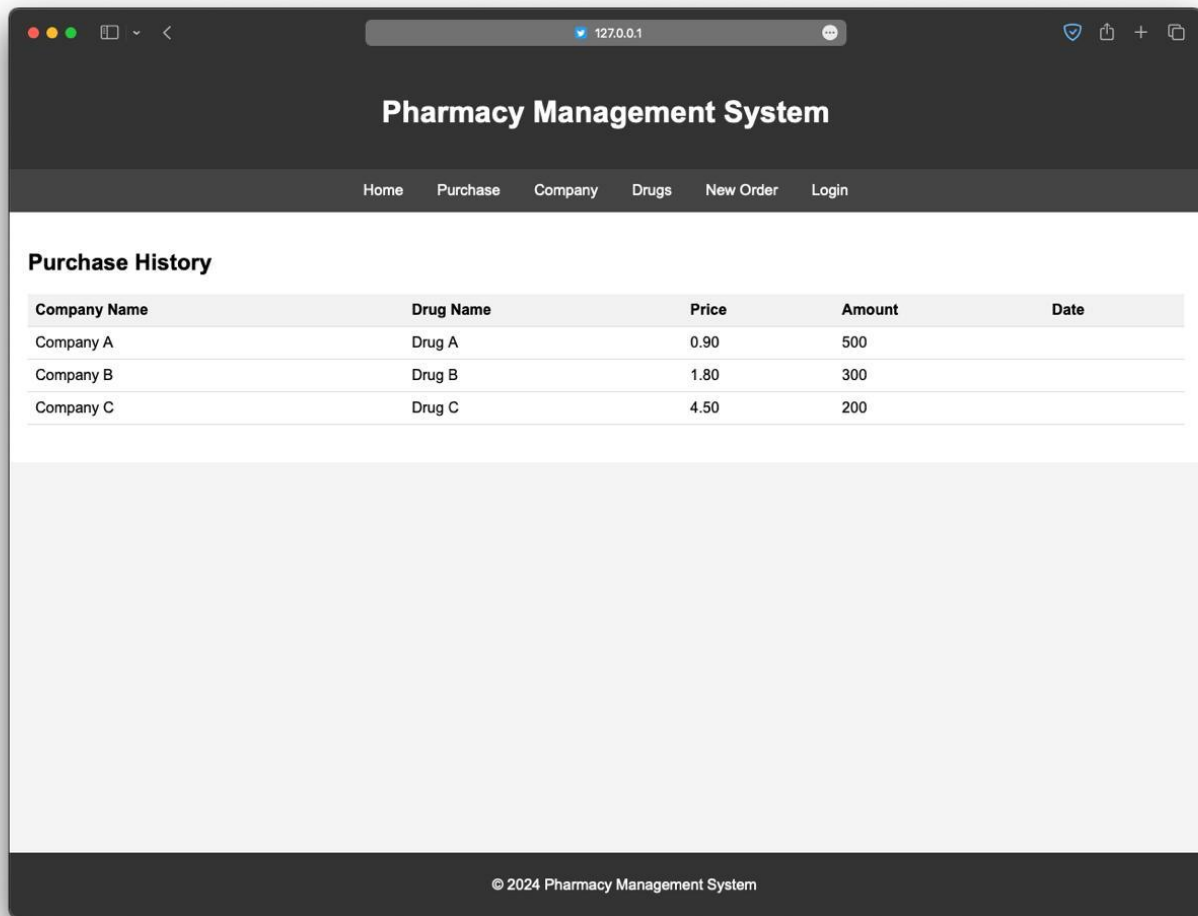 127.0.0.1
Pharmacy Management System
Home Purchase Company Drugs New Order Login
Purchase History
Company Name Drug Name Price Amount Date
Company A Drug A 0.90 500
Company B Drug B 1.80 300
Company C Drug C 4.50 200
© 2024 Pharmacy Management System